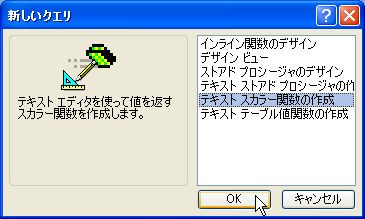 新しいクエリ
テキスト エディタを使って値を返す
スカラー関数を作成します。
インライン関数のデザイン
デザイン ビュー
ストアド プロシージャのデザイン
テキスト ストアド プロシージャの作
テキスト スカラー関数の作成
テキスト テーブル値関数の作成
OK
キャンセル